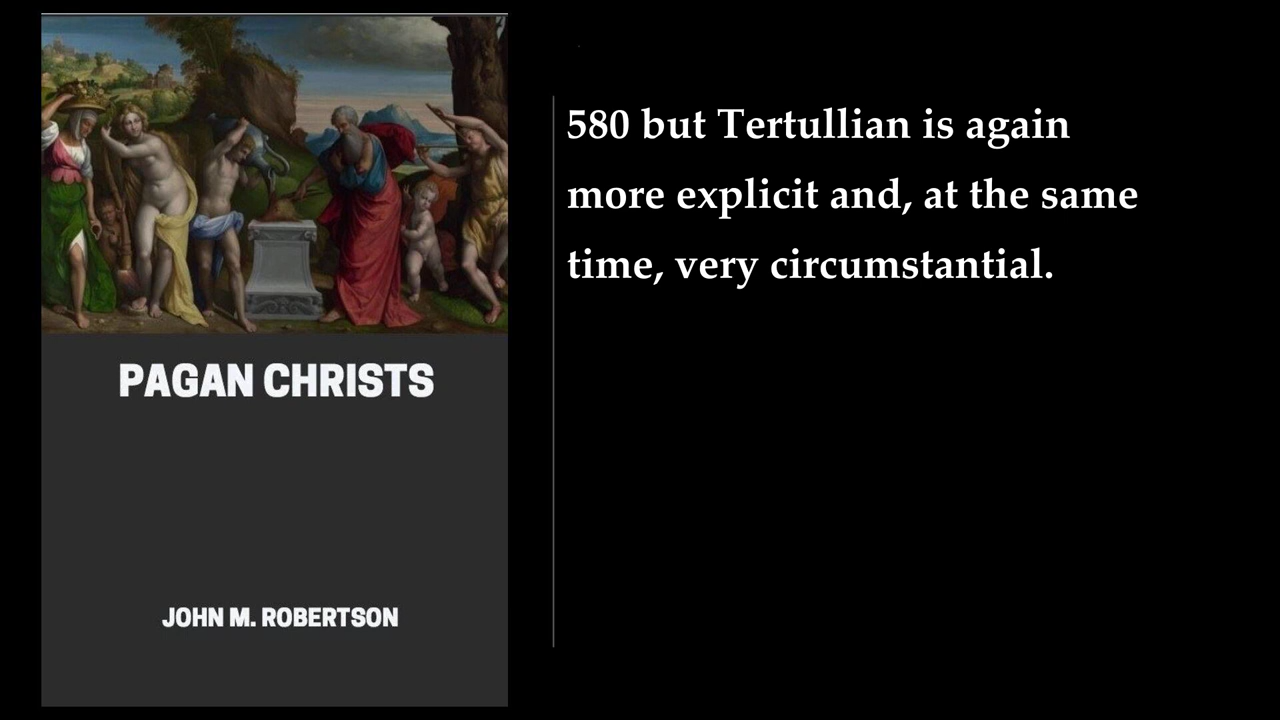 PAGAN CHRISTS
JOHN M. ROBERTSON
580 but Tertullian is again
more explicit and, at the same
time, very circumstantial.